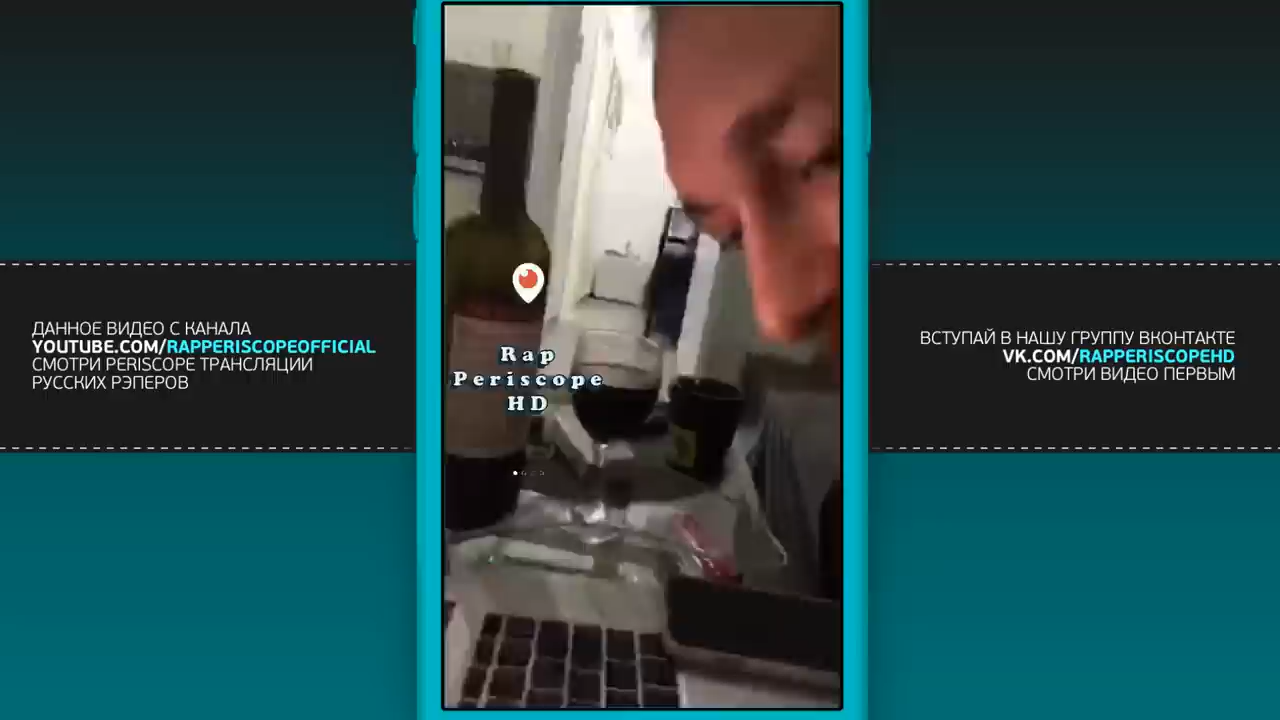 ДАННОЕ ВИДЕО С КАНАЛА
YOUTUBE.COM/RAPPERISCOPEOFFICIAL
СМОТРИ PERISCOPE ТРАНСЛЯЦИИ
РУССКИХ РЭПЕРОВ
Rap
Periscope
HD
ВСТУПАЙ В НАШУ ГРУППУ ВКОНТАКТЕ
VK.COM/RAPPERISCOPEHD
СМОТРИ ВИДЕО ПЕРВЫМ